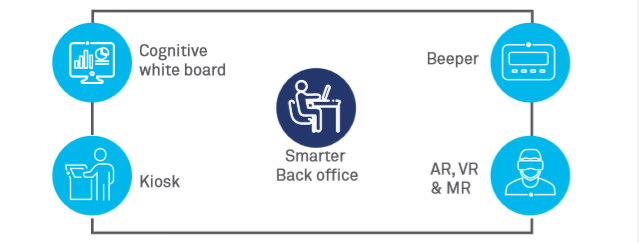 Cognitive
white board
Beeper
Smarter
Back office
Kiosk
AR, VR
& MR